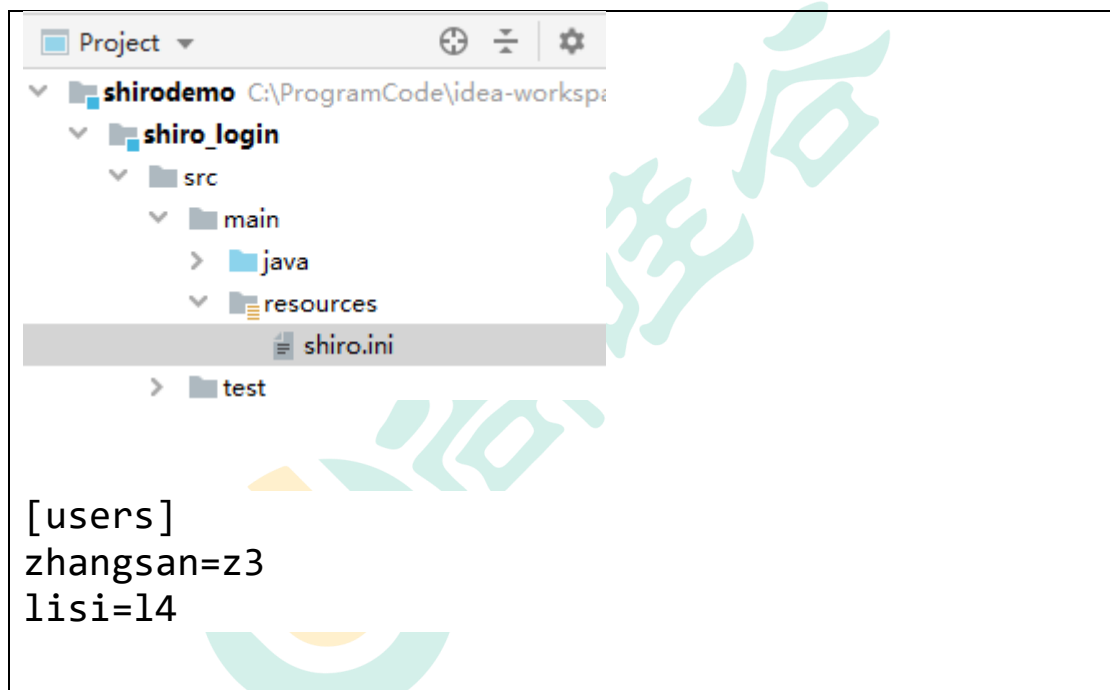 Project
shirodemo C:\ProgramCode\idea-workspa
shiro_login
src
main
java
resources
shiro.ini
test
[users]
zhangsan=z3
lisi=l4